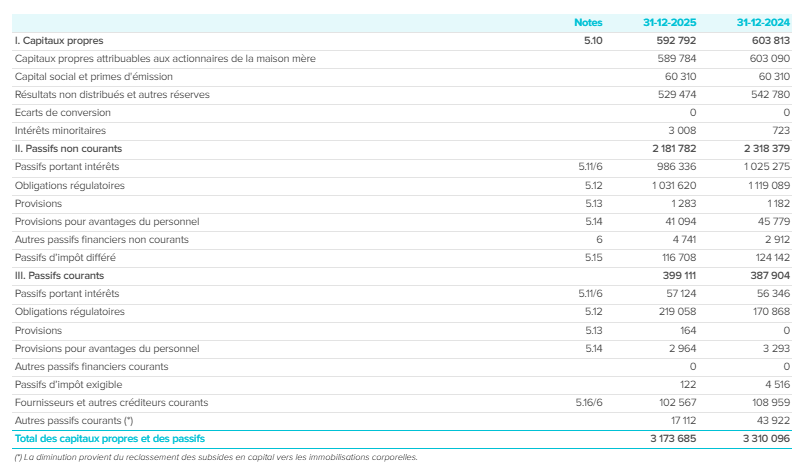 Notes 31-12-2025 31-12-2024
I. Capitaux propres 5.10 592 792 603 813
Capitaux propres attribuables aux actionnaires de la maison mère 589 784 603 090
Capital social et primes d'émission 60 310 60 310
Résultats non distribués et autres réserves 529 474 542 780
Ecarts de conversion 0 0
Intérêts minoritaires 3 008 723
II. Passifs non courants 2 181 782 2 318 379
Passifs portant intérêts 5.11/6 986 336 1 025 275
Obligations régulatoires 5.12 1 031 620 1 119 089
Provisions 5.13 1 283 1 182
Provisions pour avantages du personnel 5.14 41 094 45 779
Autres passifs financiers non courants 6 4 741 2 912
Passifs d'impôt différé 5.15 116 708 124 142
III. Passifs courants 399 111 387 904
Passifs portant intérêts 5.11/6 57 124 56 346
Obligations régulatoires 5.12 219 058 170 868
Provisions 5.13 164 0
Provisions pour avantages du personnel 5.14 2 964 3 293
Autres passifs financiers courants 0 0
Passifs d'impôt exigible 122 4 516
Fournisseurs et autres créditeurs courants 5.16/6 102 567 108 959
Autres passifs courants (*) 17 112 43 922
Total des capitaux propres et des passifs 3 173 685 3 310 096
(*) La diminution provient du reclassement des subsides en capital vers les immobilisations corporelles.